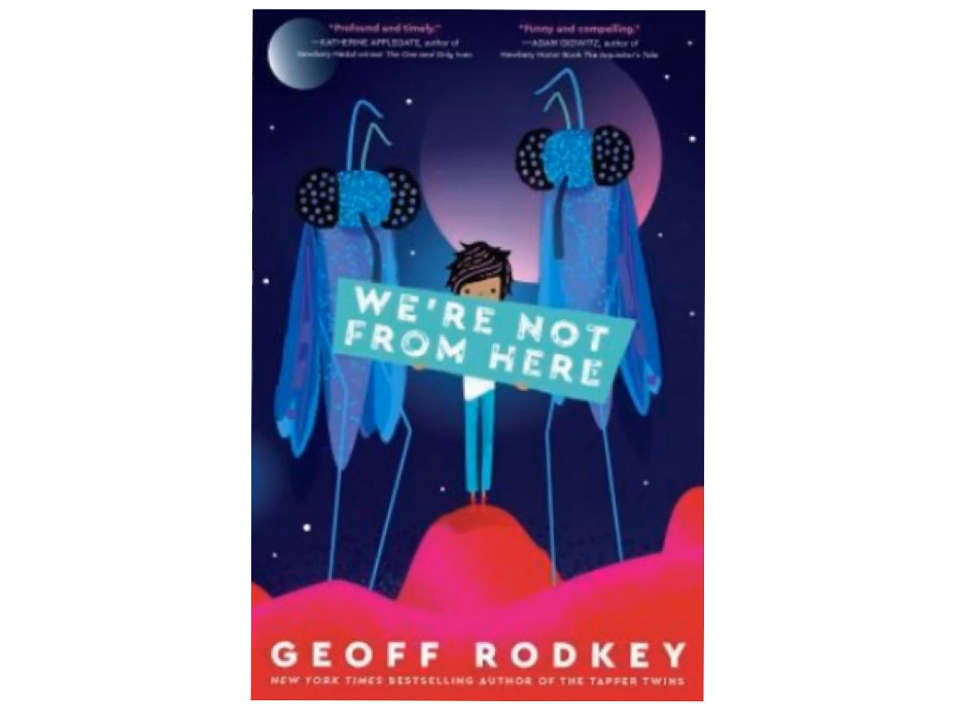 "Profound and timely."
—KATHERINE APPLEGATE, author of
Newbery Medal winner The One and Only Ivan
"Funny and compelling."
—ADAM GIDWITZ, author of
Newbery Honor Book The Inquisitor's Tale
WE'RE NOT
FROM HERE
GEOFF RODKEY
NEW YORK TIMES BESTSELLING AUTHOR OF THE TAPPER TWINS